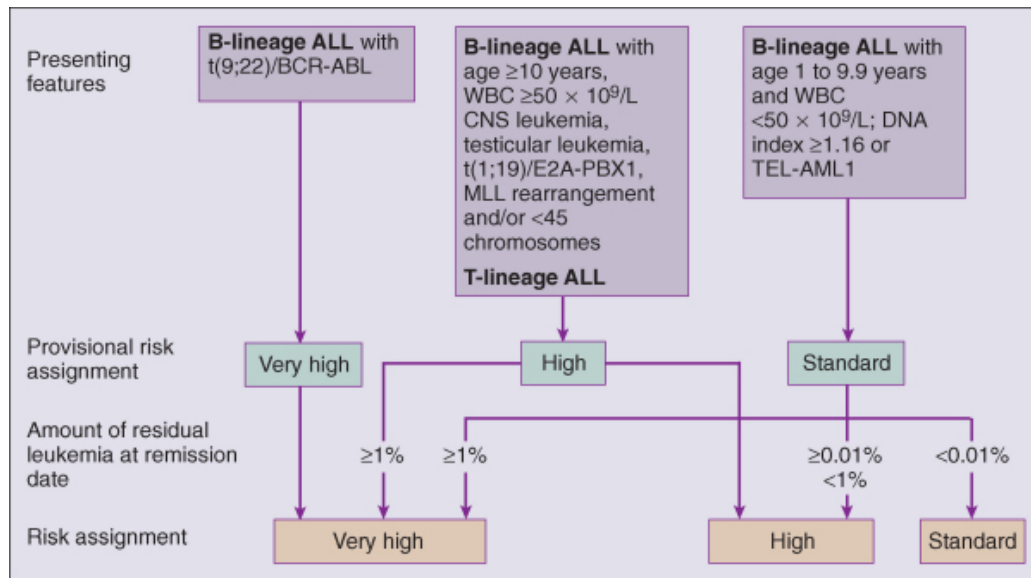 Presenting
features
B-lineage ALL with
t(9;22)/BCR-ABL
B-lineage ALL with
age ≥10 years,
WBC ≥50 × 10⁹/L
CNS leukemia,
testicular leukemia,
t(1;19)/E2A-PBX1,
MLL rearrangement
and/or <45
chromosomes
T-lineage ALL
B-lineage ALL with
age 1 to 9.9 years
and WBC
<50 × 10⁹/L; DNA
index ≥1.16 or
TEL-AML1
Provisional risk
assignment
Very high
High
Standard
Amount of residual
leukemia at remission
date
≥1%
≥1%
≥0.01%
<1%
<0.01%
Risk assignment
Very high
High
Standard